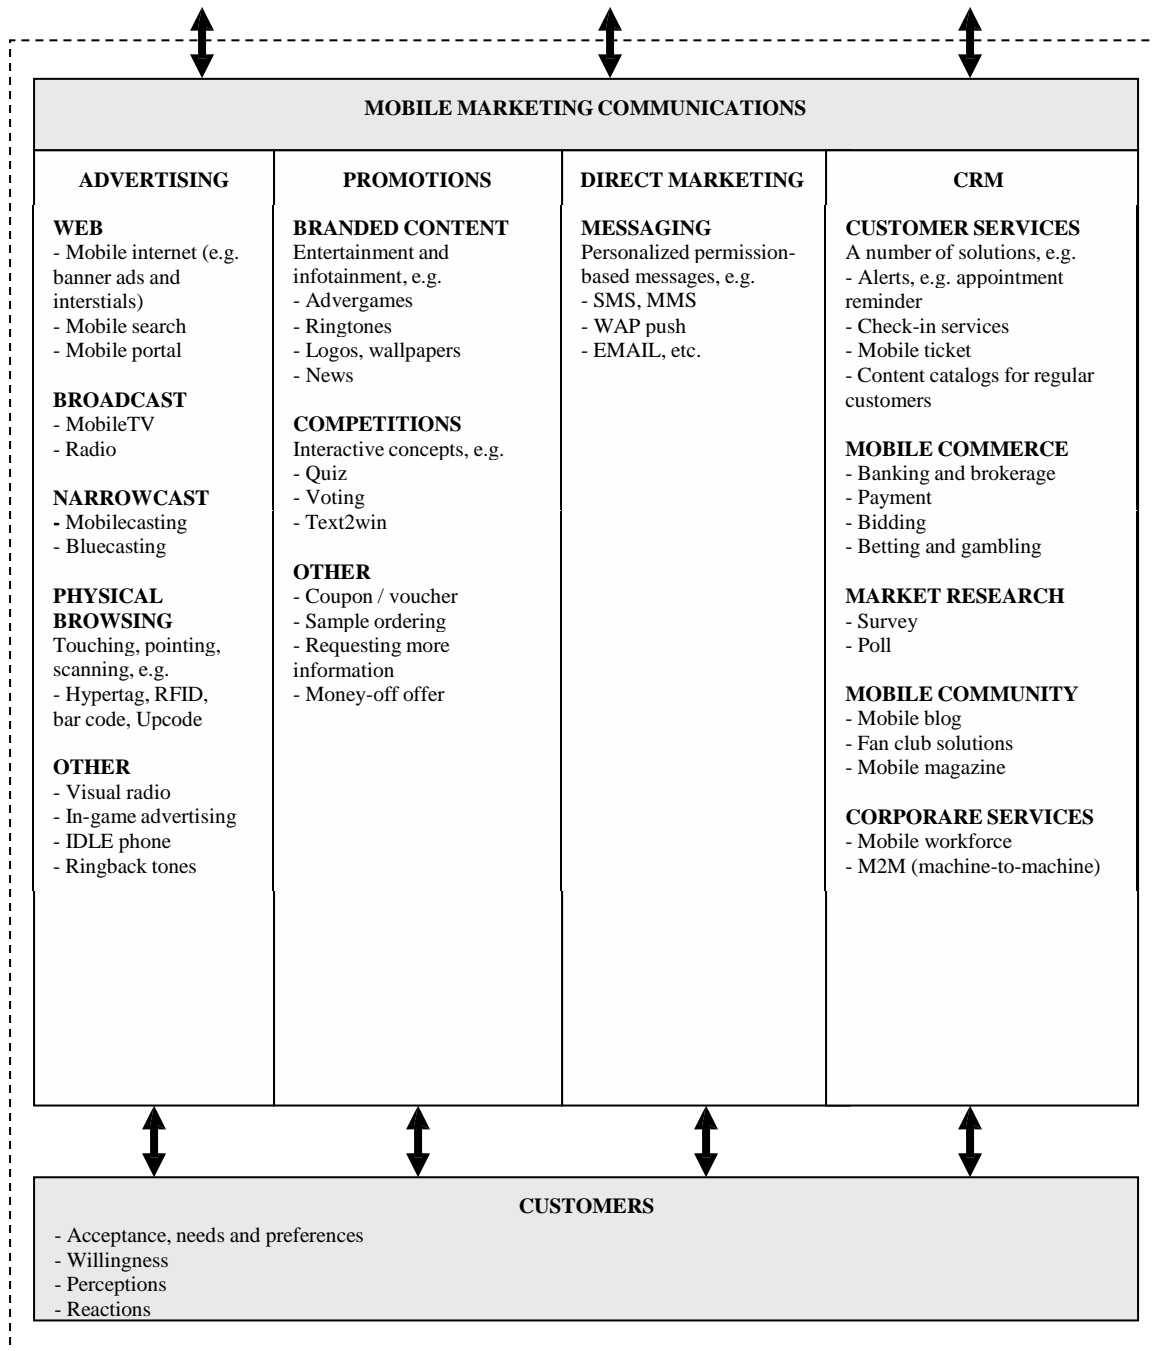 MOBILE MARKETING COMMUNICATIONS
ADVERTISING
WEB
- Mobile internet (e.g.
banner ads and
interstials)
- Mobile search
- Mobile portal
BROADCAST
- MobileTV
- Radio
NARROWCAST
- Mobilecasting
- Bluecasting
PHYSICAL
BROWSING
Touching, pointing,
scanning, e.g.
- Hypertag, RFID,
bar code, Upcode
OTHER
- Visual radio
- In-game advertising
- IDLE phone
- Ringback tones
PROMOTIONS
BRANDED CONTENT
Entertainment and
infotainment, e.g.
- Advergames
- Ringtones
- Logos, wallpapers
- News
COMPETITIONS
Interactive concepts, e.g.
- Quiz
- Voting
- Text2win
OTHER
- Coupon / voucher
- Sample ordering
- Requesting more
information
- Money-off offer
DIRECT MARKETING
MESSAGING
Personalized permission-
based messages, e.g.
- SMS, MMS
- WAP push
- EMAIL, etc.
CRM
CUSTOMER SERVICES
A number of solutions, e.g.
- Alerts, e.g. appointment
reminder
- Check-in services
- Mobile ticket
- Content catalogs for regular
customers
MOBILE COMMERCE
- Banking and brokerage
- Payment
- Bidding
- Betting and gambling
MARKET RESEARCH
- Survey
- Poll
MOBILE COMMUNITY
- Mobile blog
- Fan club solutions
- Mobile magazine
CORPORARE SERVICES
- Mobile workforce
- M2M (machine-to-machine)
CUSTOMERS
- Acceptance, needs and preferences
- Willingness
- Perceptions
- Reactions